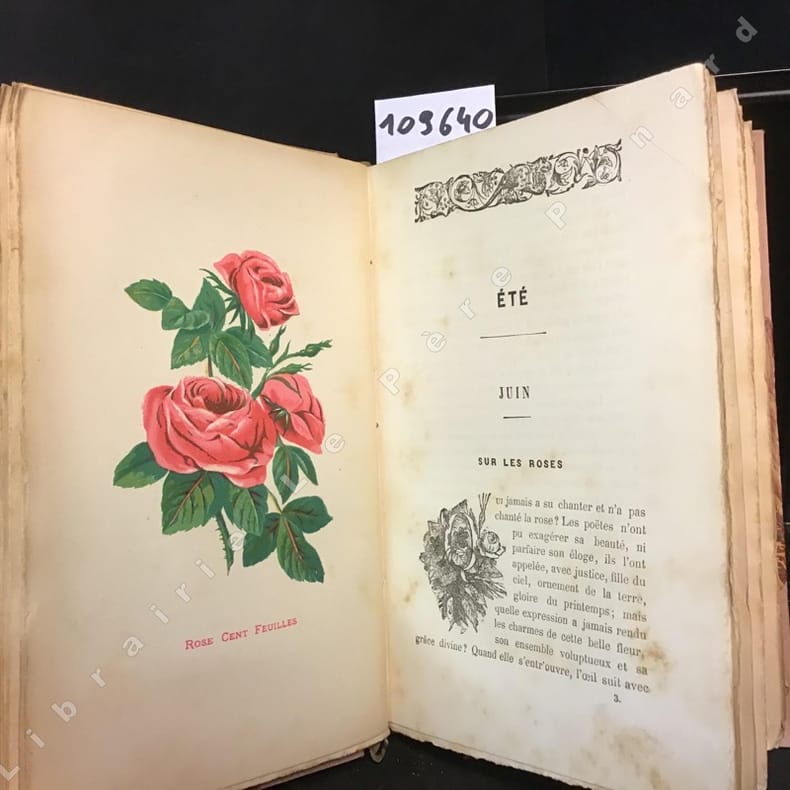 109640
ROSE CENT FEUILLES
ÉTÉ
JUIN
SUR LES ROSES
UI jamais a su chanter et n'a pas
chanté la rose? Les poëtes n'ont
pu exagérer sa beauté, ni
parfaire son éloge, ils l'ont
appelée, avec justice, fille du
ciel, ornement de la terre,
gloire du printemps; mais
quelle expression a jamais rendu
les charmes de cette belle fleur,
son ensemble voluptueux et sa
grâce divine? Quand elle s'entr'ouvre, l'œil suit avec
3.
Librairie Le Père Pénard